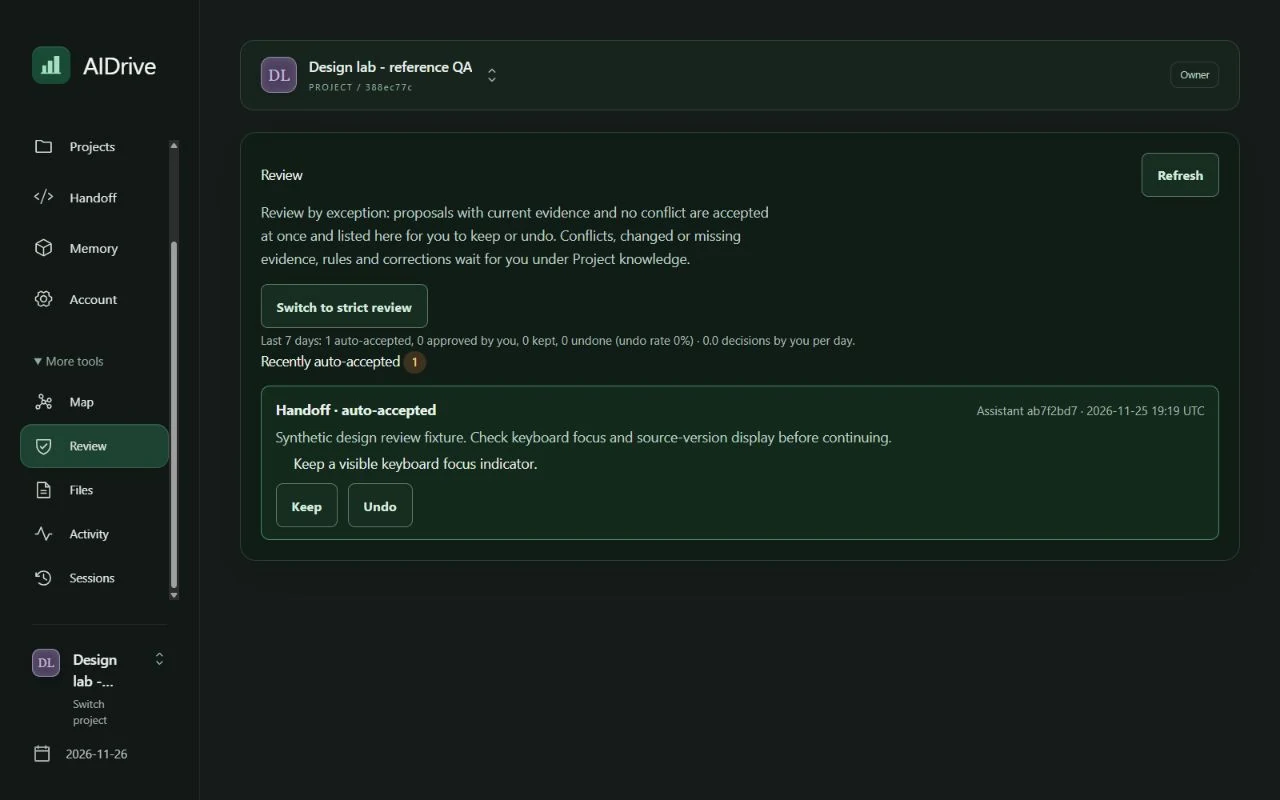 AIDrive
Projects
Handoff
Memory
Account
▼ More tools
Map
Review
Files
Activity
Sessions
DL
Design
lab -...
Switch
project
2026-11-26
DL
Design lab - reference QA
PROJECT / 388ec77c
Owner
Review
Refresh
Review by exception: proposals with current evidence and no conflict are accepted
at once and listed here for you to keep or undo. Conflicts, changed or missing
evidence, rules and corrections wait for you under Project knowledge.
Switch to strict review
Last 7 days: 1 auto-accepted, 0 approved by you, 0 kept, 0 undone (undo rate 0%) · 0.0 decisions by you per day.
Recently auto-accepted 1
Handoff · auto-accepted
Assistant ab7f2bd7 · 2026-11-25 19:19 UTC
Synthetic design review fixture. Check keyboard focus and source-version display before continuing.
Keep a visible keyboard focus indicator.
Keep
Undo